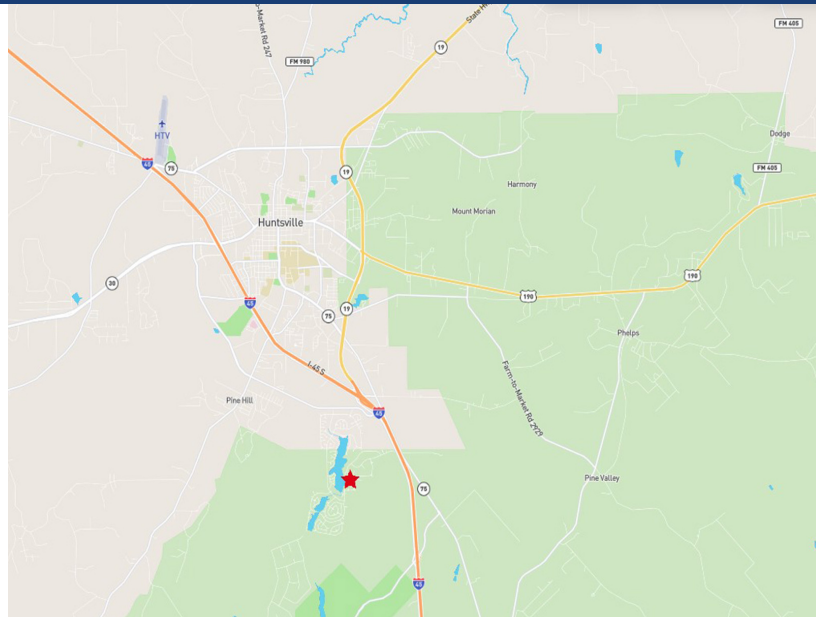 State Hi
FM 405
Farm-to-Market Rd 247
19
FM 980
HTV
Dodge
45
75
19
FM 405
Harmony
Mount Morian
Huntsville
190
30
45
19
75
190
Phelps
I-45 S
Farm-to-Market Rd 2929
Pine Hill
45
Pine Valley
75
45